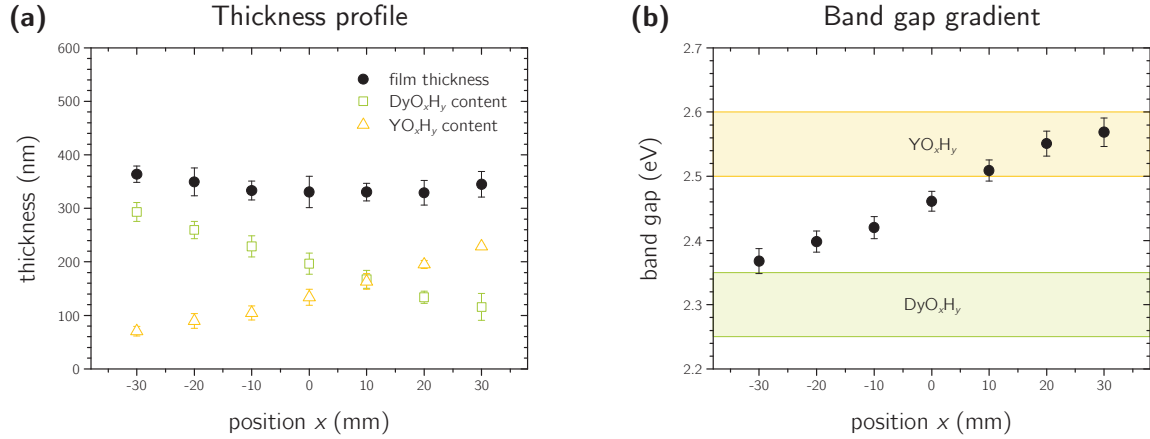 (a)
Thickness profile
600
500
400
300
200
100
0
thickness (nm)
film thickness
DyOxHy content
YOxHy content
-30 -20 -10 0 10 20 30
position x (mm)
(b)
Band gap gradient
2.7
2.6
2.5
2.4
2.3
2.2
band gap (eV)
YOxHy
DyOxHy
-30 -20 -10 0 10 20 30
position x (mm)